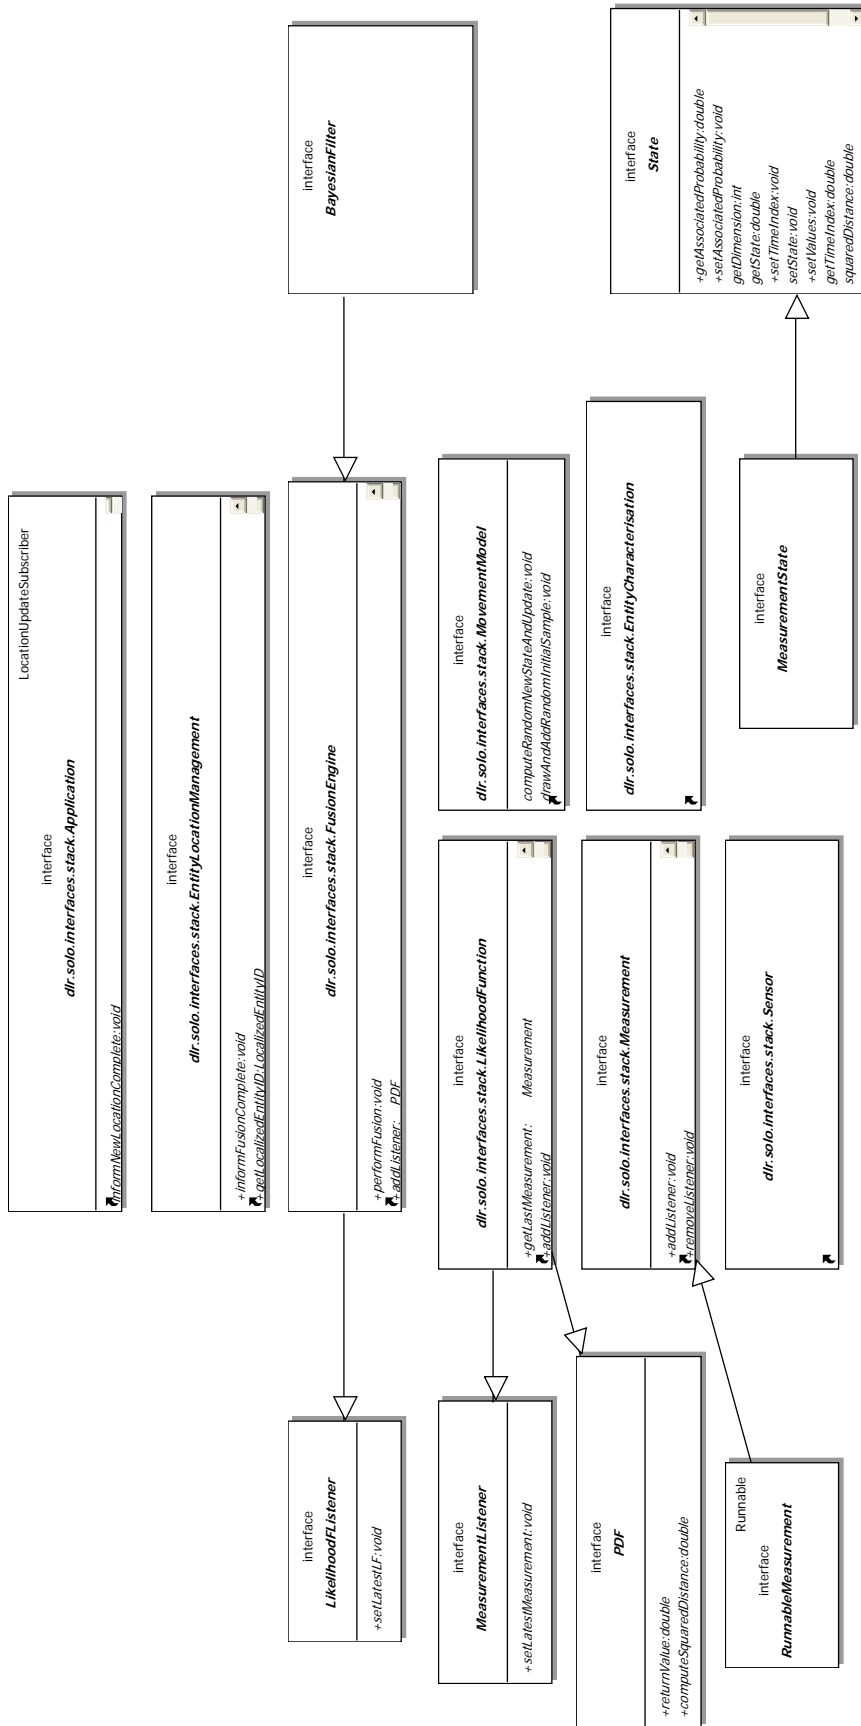 LocationUpdateSubscriber
interface
dlr.solo.interfaces.stack.Application
informNewLocationComplete:void
interface
dlr.solo.interfaces.stack.EntityLocationManagement
+informFusionComplete:void
+getLocalizedEntityID:LocalizedEntityID
interface
LikelihoodFListener
+setLatestLF:void
interface
dlr.solo.interfaces.stack.FusionEngine
+performFusion:void
+addListener: PDF
interface
BayesianFilter
interface
MeasurementListener
+setLatestMeasurement:void
interface
dlr.solo.interfaces.stack.LikelihoodFunction
+getLastMeasurement: Measurement
+addListener:void
interface
dlr.solo.interfaces.stack.MovementModel
computeRandomNewStateAndUpdate:void
drawAndAddRandomInitialSample:void
interface
PDF
+returnValue:double
+computeSquaredDistance:double
interface
dlr.solo.interfaces.stack.Measurement
+addListener:void
+removeListener:void
interface
dlr.solo.interfaces.stack.EntityCharacterisation
interface
State
+getAssociatedProbability:double
+setAssociatedProbability:void
getDimension:int
getState:double
+setTimeIndex:void
setState:void
+setValues:void
getTimeIndex:double
squaredDistance:double
Runnable
interface
RunnableMeasurement
interface
dlr.solo.interfaces.stack.Sensor
interface
MeasurementState